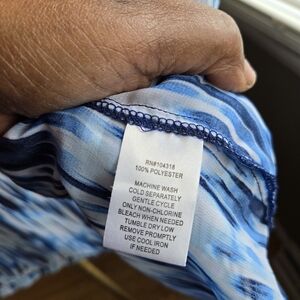 RN#104318
100% POLYESTER
MACHINE WASH
COLD SEPARATELY
GENTLE CYCLE
ONLY NON-CHLORINE
BLEACH WHEN NEEDED
TUMBLE DRY LOW
REMOVE PROMPTLY
USE COOL IRON
IF NEEDED